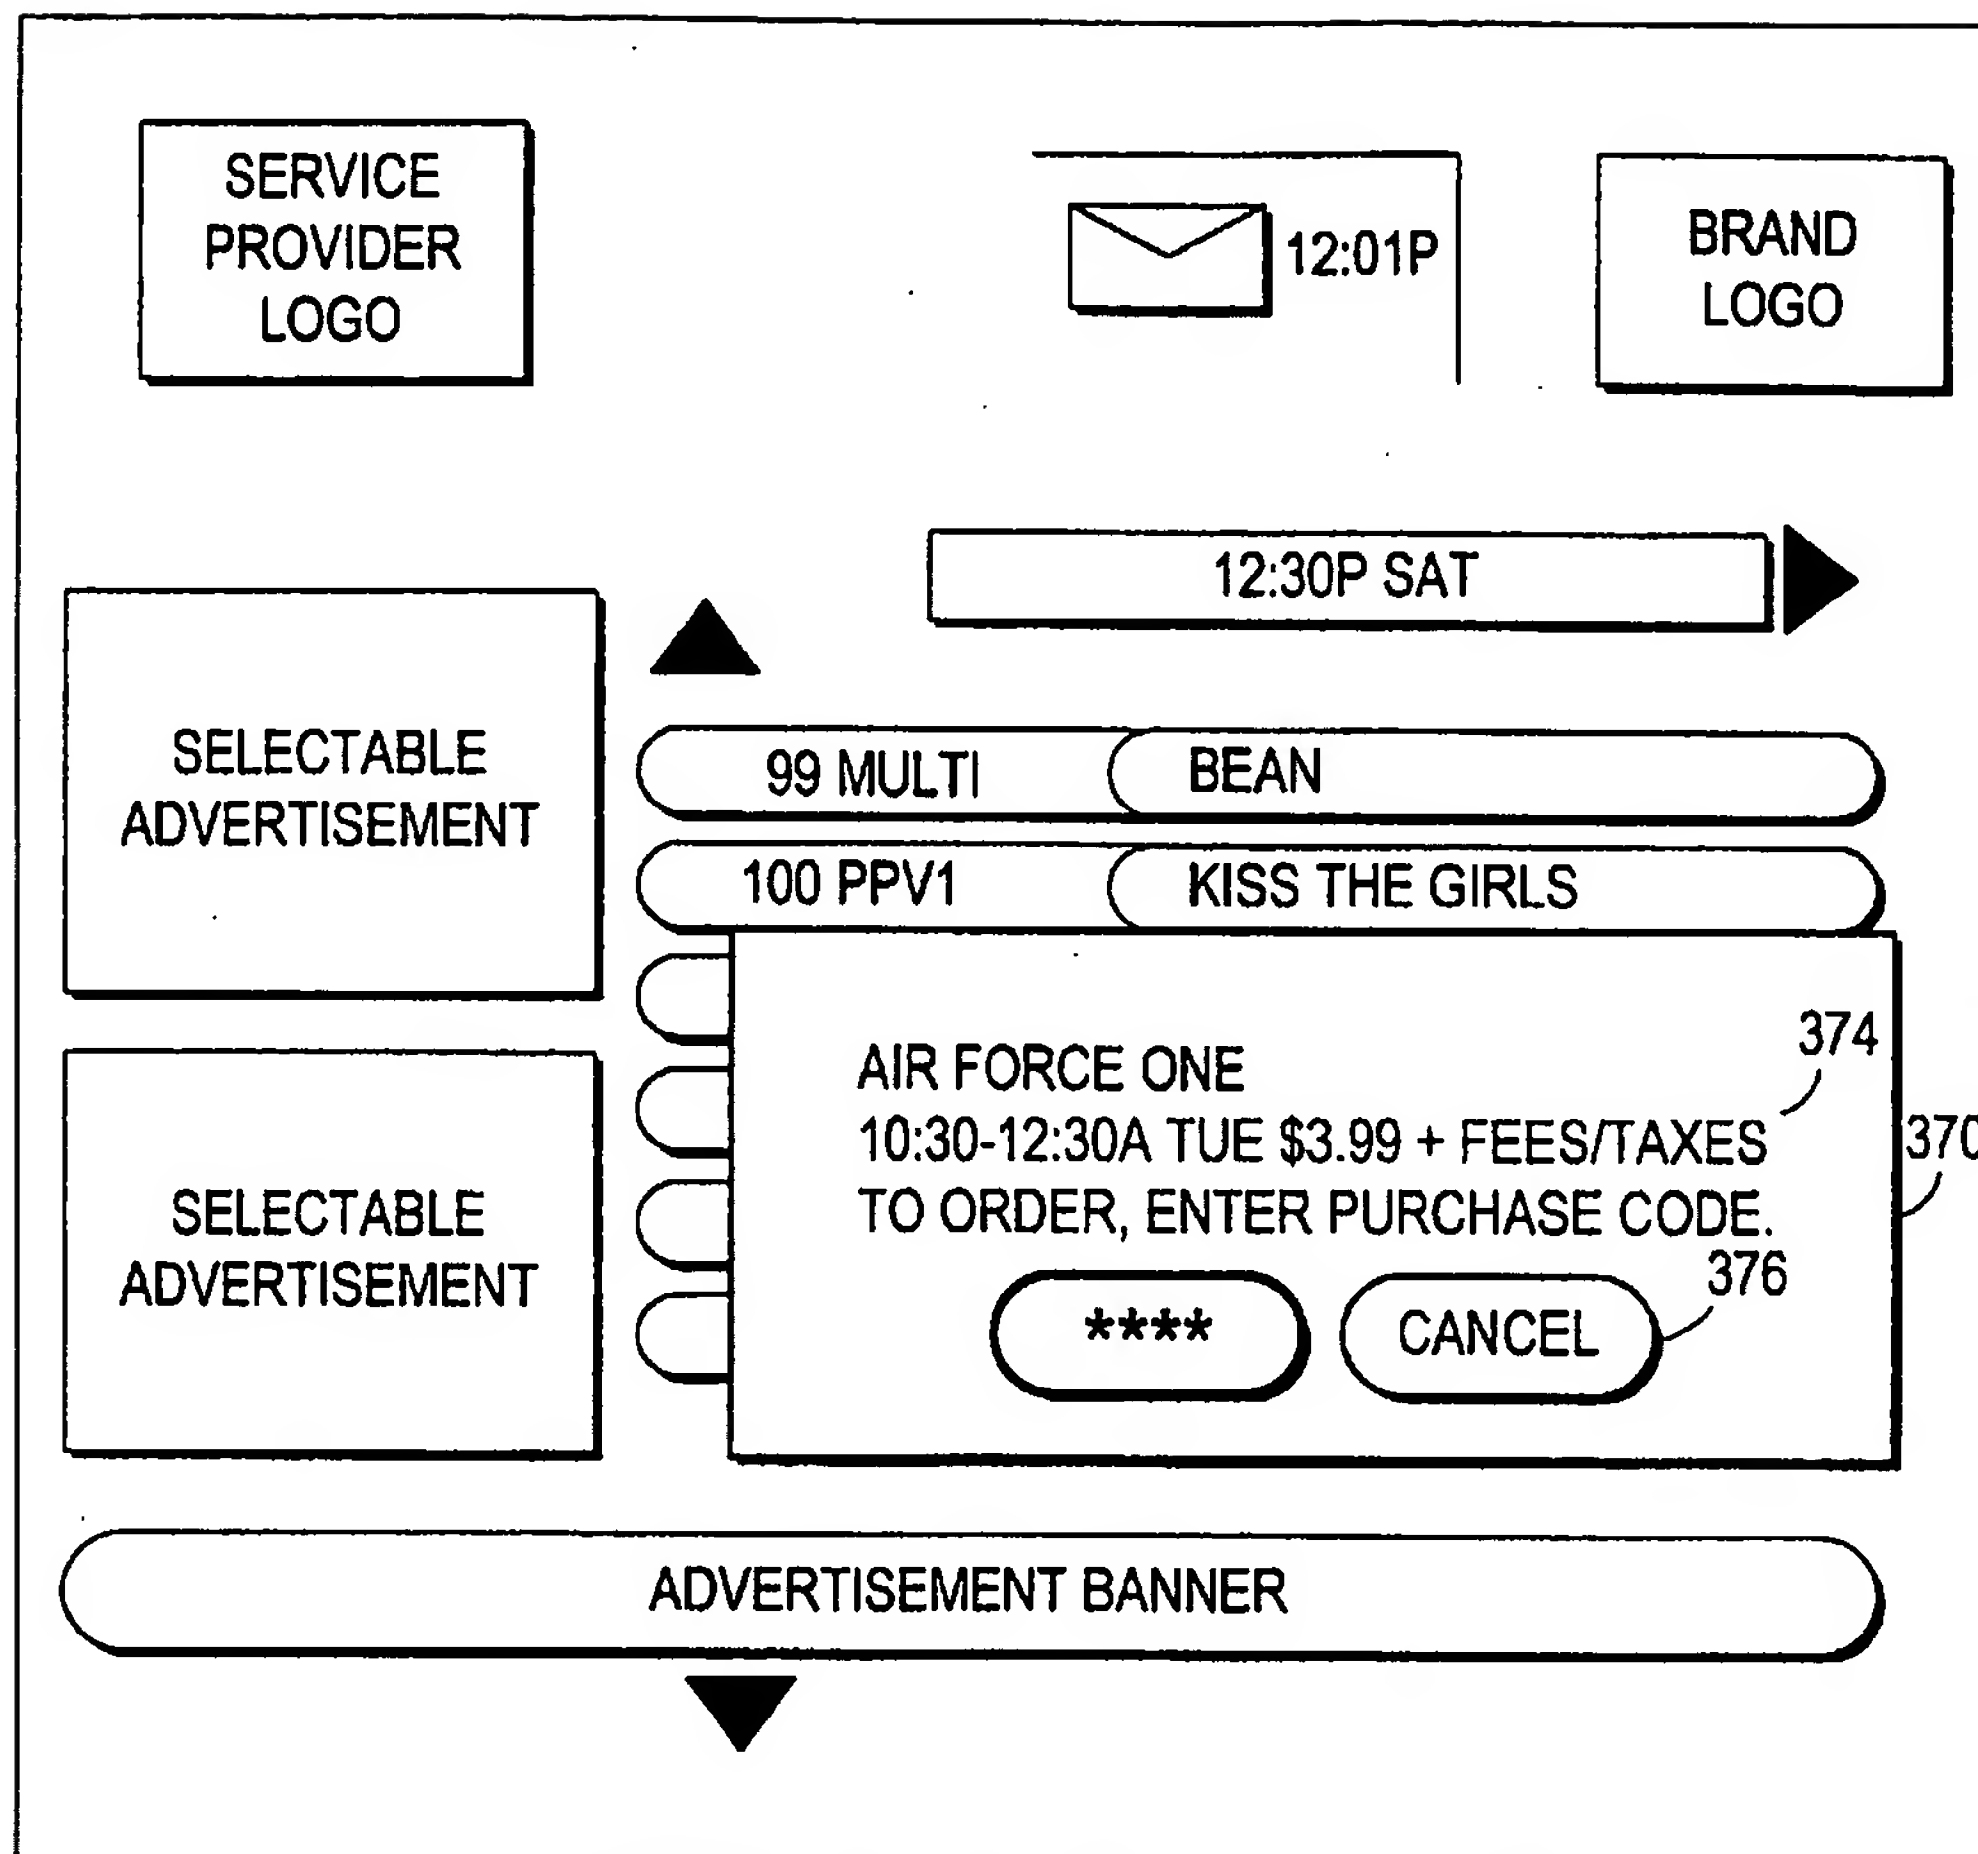 SERVICE
PROVIDER
LOGO
12:01P
BRAND
LOGO
12:30P SAT
SELECTABLE
ADVERTISEMENT
99 MULTI BEAN
100 PPV1 KISS THE GIRLS
374
AIR FORCE ONE
10:30-12:30A TUE $3.99 + FEES/TAXES
370
TO ORDER, ENTER PURCHASE CODE.
376
**** CANCEL
SELECTABLE
ADVERTISEMENT
ADVERTISEMENT BANNER